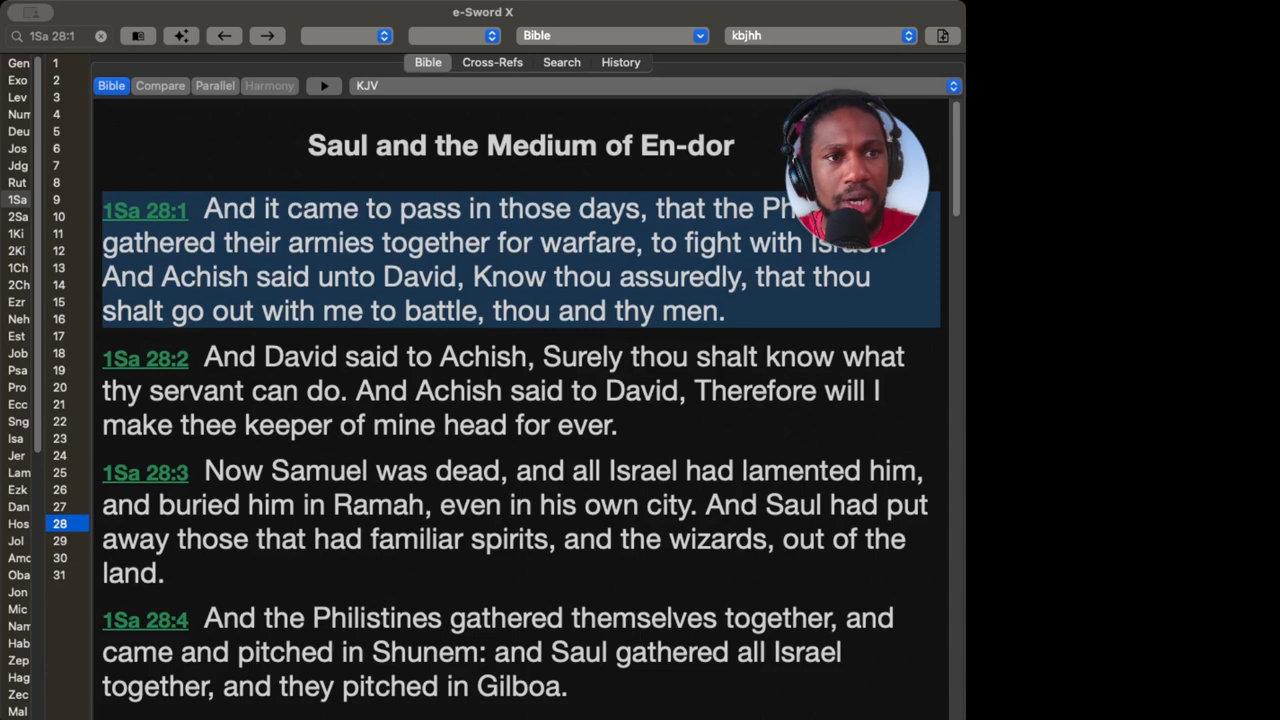 e-Sword X
1Sa 28:1
Bible
kbjhh
Bible Cross-Refs Search History
Bible Compare Parallel Harmony KJV
Gen
Exo
Lev
Num
Deu
Jos
Jdg
Rut
1Sa
2Sa
1Ki
2Ki
1Ch
2Ch
Ezr
Neh
Est
Job
Psa
Pro
Ecc
Sng
Isa
Jer
Lam
Ezk
Dan
Hos
Jol
Amo
Oba
Jon
Mic
Nam
Hab
Zep
Hag
Zec
Mal
1
2
3
4
5
6
7
8
9
10
11
12
13
14
15
16
17
18
19
20
21
22
23
24
25
26
27
28
29
30
31
Saul and the Medium of En-dor
1Sa 28:1 And it came to pass in those days, that the
gathered their armies together for warfare, to fight with Israel.
And Achish said unto David, Know thou assuredly, that thou
shalt go out with me to battle, thou and thy men.
1Sa 28:2 And David said to Achish, Surely thou shalt know what
thy servant can do. And Achish said to David, Therefore will I
make thee keeper of mine head for ever.
1Sa 28:3 Now Samuel was dead, and all Israel had lamented him,
and buried him in Ramah, even in his own city. And Saul had put
away those that had familiar spirits, and the wizards, out of the
land.
1Sa 28:4 And the Philistines gathered themselves together, and
came and pitched in Shunem: and Saul gathered all Israel
together, and they pitched in Gilboa.